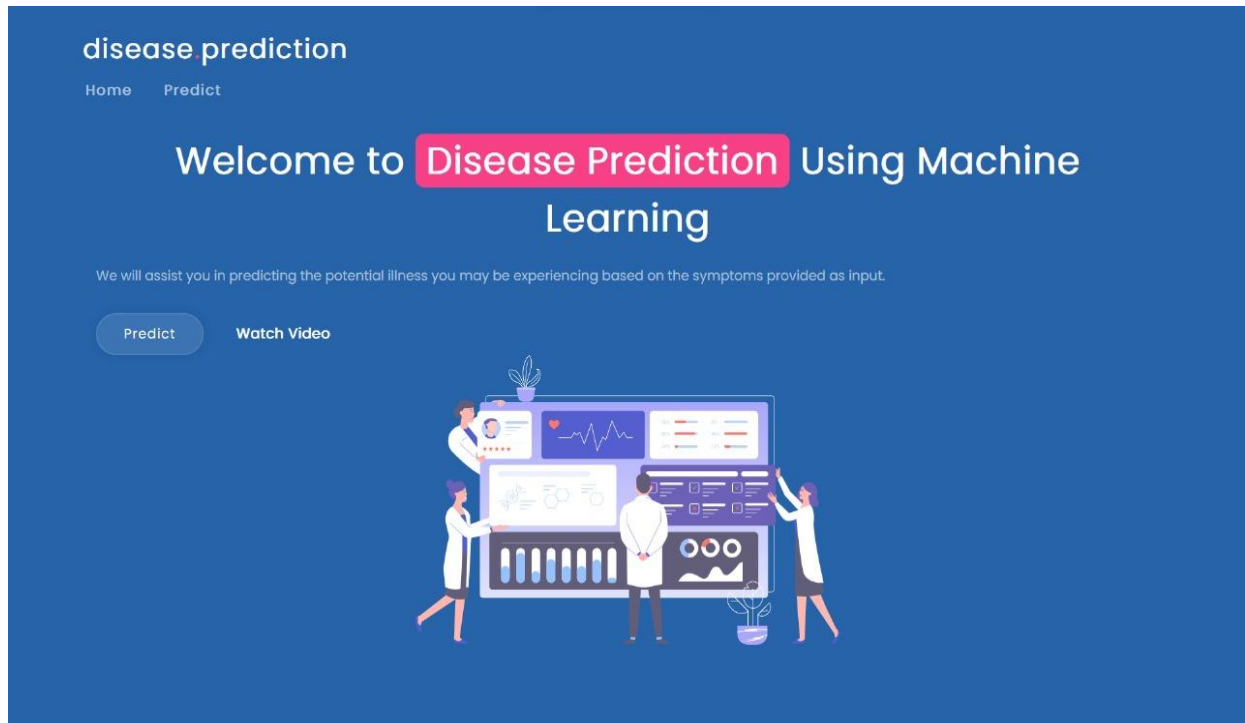 disease.prediction
Home Predict
Welcome to Disease Prediction Using Machine
Learning
We will assist you in predicting the potential illness you may be experiencing based on the symptoms provided as input.
Predict Watch Video